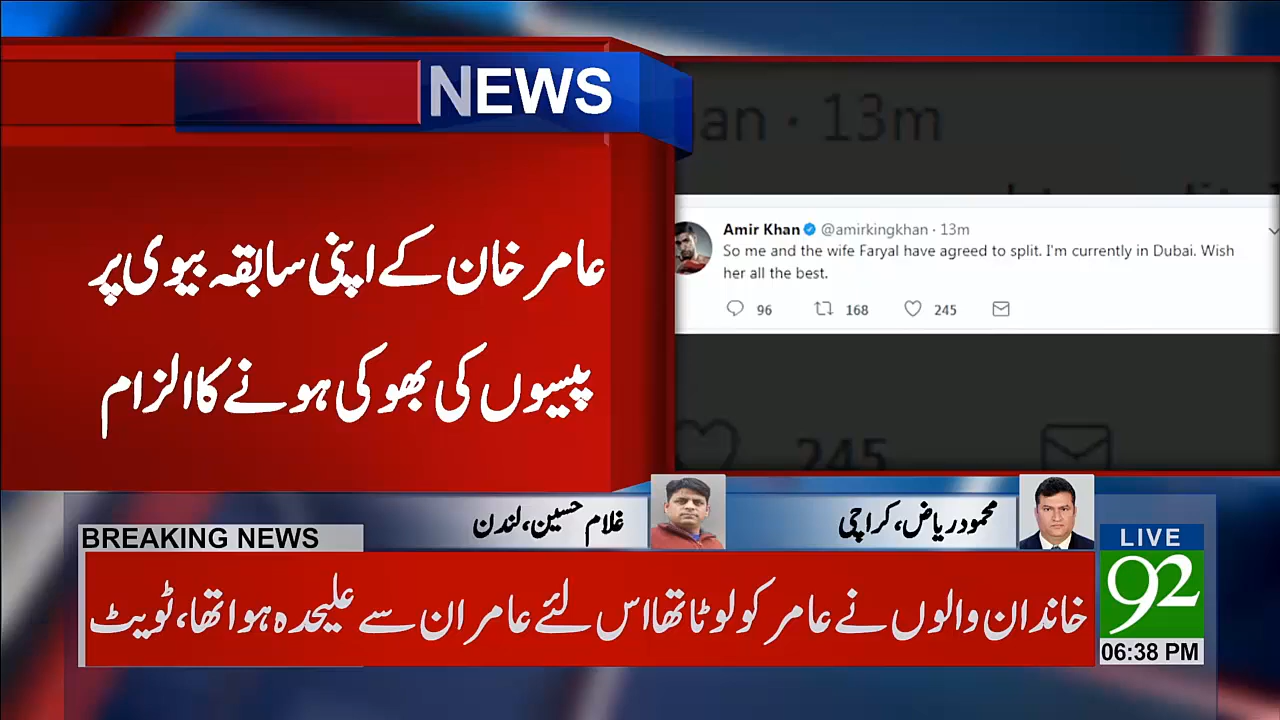 NEWS
an · 13m
عامر خان کے اپنی سابقہ بیوی پر
پیسوں کی بھوکی ہونے کا الزام
Amir Khan @amirkingkhan · 13m
So me and the wife Faryal have agreed to split. I'm currently in Dubai. Wish
her all the best.
96 168 245
245
محمود ریاض، کراچی
غلام حسین، لندن
BREAKING NEWS
خاندان والوں نے عامر کو لوٹا تھا اس لئے عامر ان سے علیحدہ ہوا تھا، ٹویٹ
LIVE
92
06:38 PM